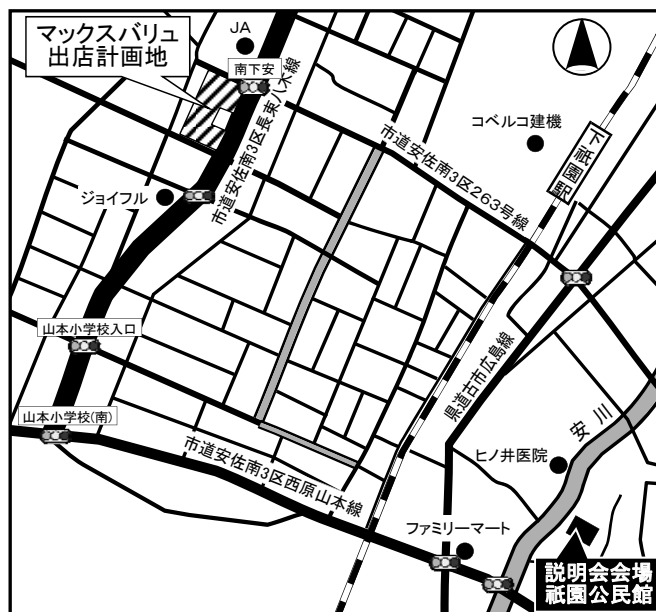 マックスバリュ
出店計画地
JA
南下安
市道安佐南3区長束八木線
コベルコ建機
下祇園駅
市道安佐南3区263号線
ジョイフル
山本小学校入口
県道古市広島線
山本小学校(南)
市道安佐南3区西原山本線
安川
ヒノ井医院
ファミリーマート
説明会会場
祇園公民館